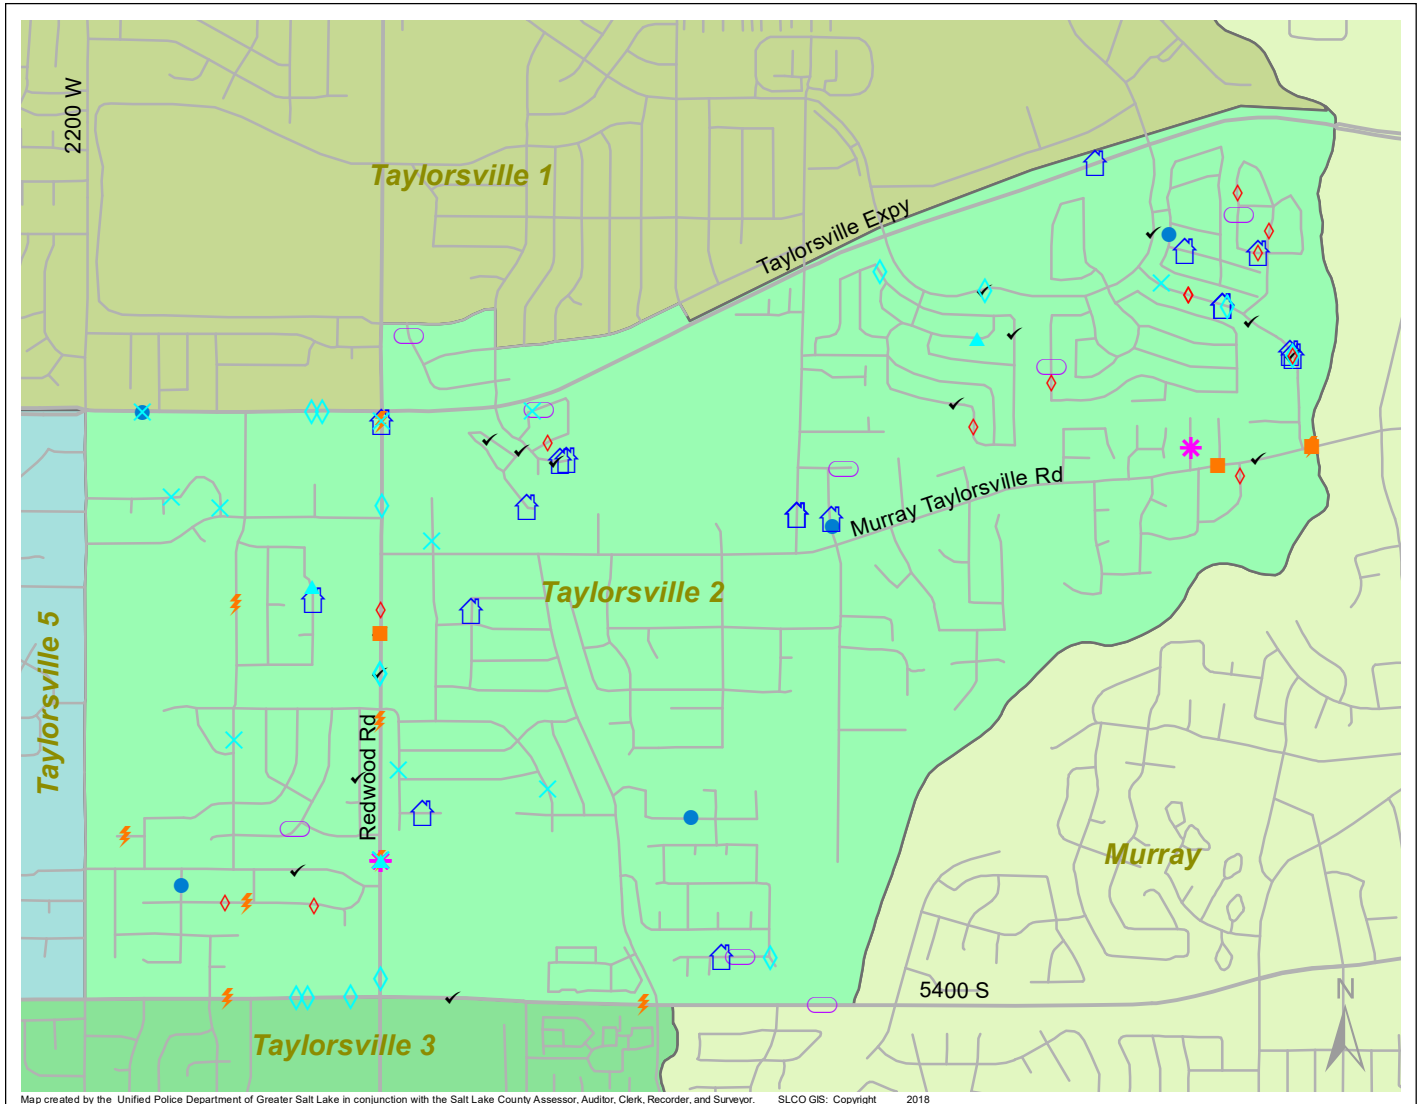 2200 W
Taylorsville 1
Taylorsville Expy
Murray Taylorsville Rd
Taylorsville 2
Taylorsville 5
Redwood Rd
Murray
5400 S
N
Taylorsville 3
Map created by the Unified Police Department of Greater Salt Lake in conjunction with the Salt Lake County Assessor, Auditor, Clerk, Recorder, and Surveyor. SLCO GIS: Copyright 2018